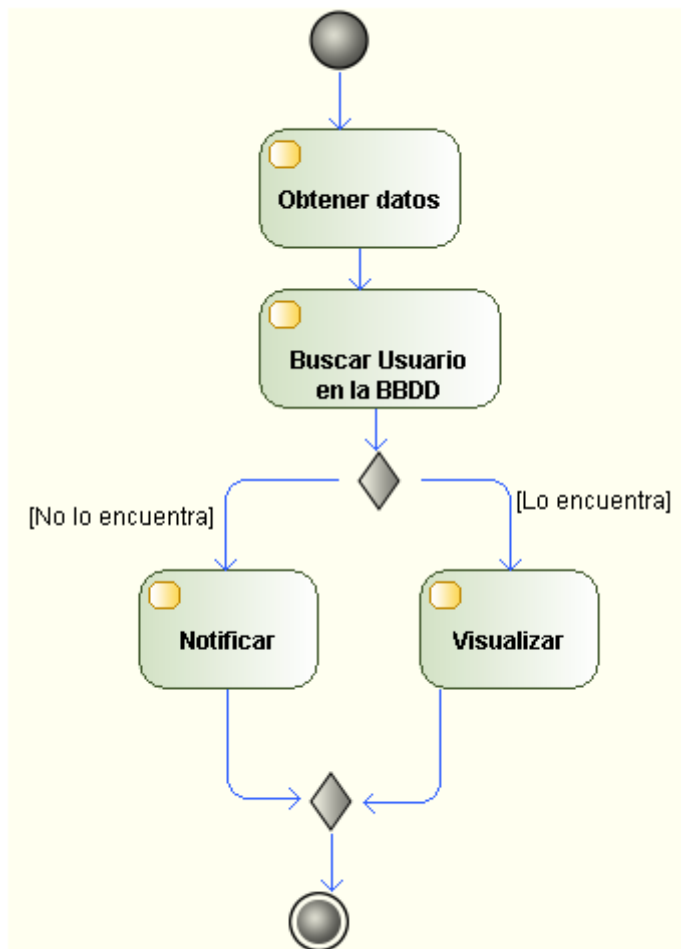 Obtener datos
Buscar Usuario
en la BBDD
[No lo encuentra]
[Lo encuentra]
Notificar
Visualizar